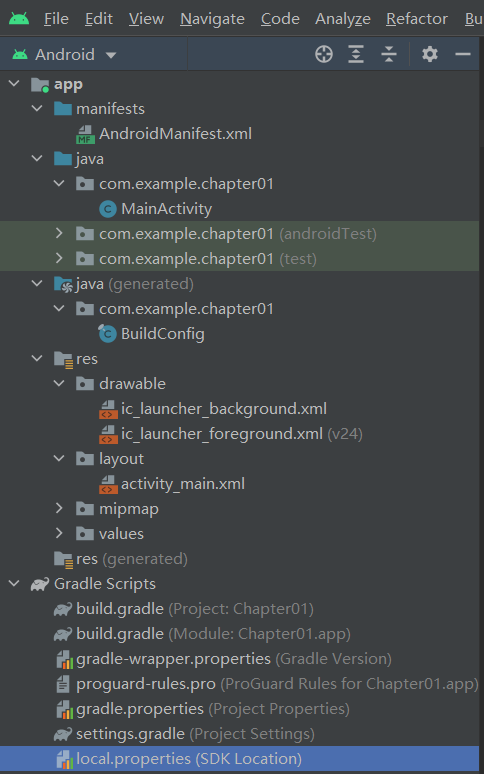 File Edit View Navigate Code Analyze Refactor Bu
Android
app
manifests
AndroidManifest.xml
java
com.example.chapter01
MainActivity
com.example.chapter01 (androidTest)
com.example.chapter01 (test)
java (generated)
com.example.chapter01
BuildConfig
res
drawable
ic_launcher_background.xml
ic_launcher_foreground.xml (v24)
layout
activity_main.xml
mipmap
values
res (generated)
Gradle Scripts
build.gradle (Project: Chapter01)
build.gradle (Module: Chapter01.app)
gradle-wrapper.properties (Gradle Version)
proguard-rules.pro (ProGuard Rules for Chapter01.app)
gradle.properties (Project Properties)
settings.gradle (Project Settings)
local.properties (SDK Location)